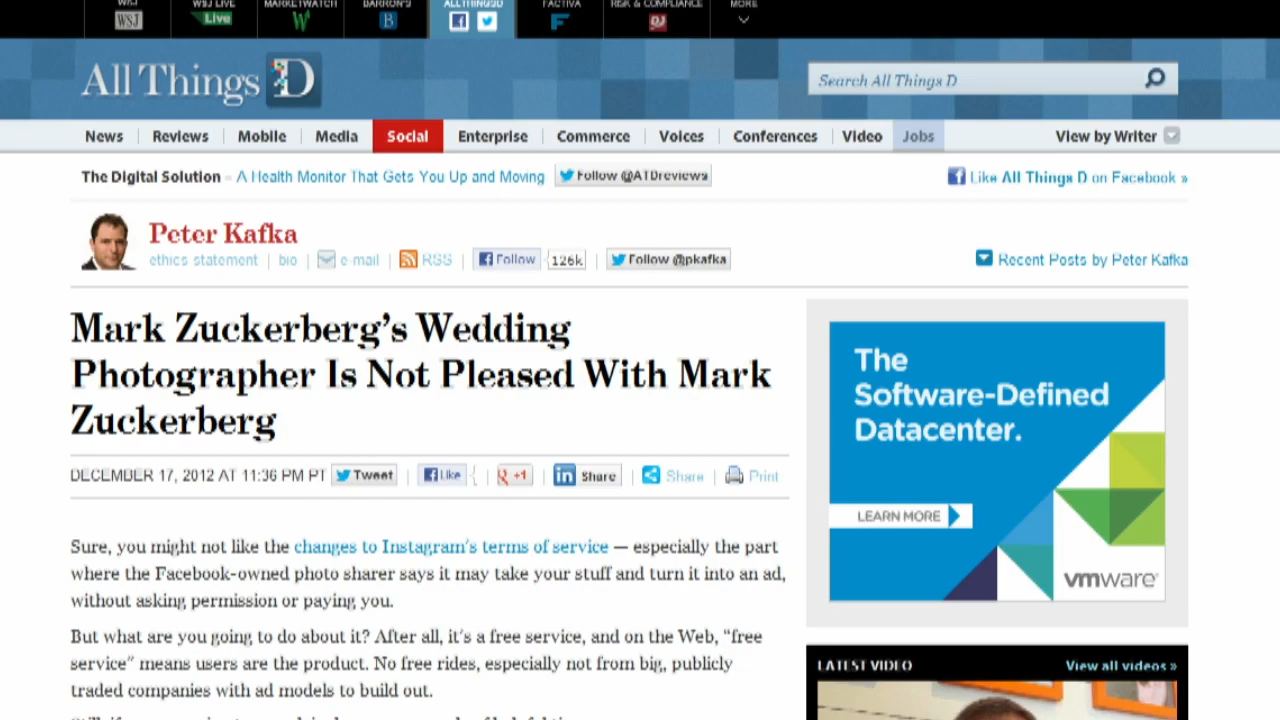 WSJ WSJ LIVE MARKETWATCH BARRON'S ALLTHINGSD FACTIVA RISK & COMPLIANCE MORE
WSJ Live W B F
All Things D
Search All Things D
News Reviews Mobile Media Social Enterprise Commerce Voices Conferences Video Jobs View by Writer
The Digital Solution – A Health Monitor That Gets You Up and Moving Follow @ATDreviews Like All Things D on Facebook »
Peter Kafka
ethics statement | bio | e-mail | RSS | Follow 126k | Follow @pkafka Recent Posts by Peter Kafka
Mark Zuckerberg's Wedding
Photographer Is Not Pleased With Mark
Zuckerberg
DECEMBER 17, 2012 AT 11:36 PM PT Tweet | Like | +1 | in Share | Share | Print
Sure, you might not like the changes to Instagram's terms of service — especially the part
where the Facebook-owned photo sharer says it may take your stuff and turn it into an ad,
without asking permission or paying you.
But what are you going to do about it? After all, it's a free service, and on the Web, "free
service" means users are the product. No free rides, especially not from big, publicly
traded companies with ad models to build out.
The
Software-Defined
Datacenter.
LEARN MORE
vmware
LATEST VIDEO View all videos »